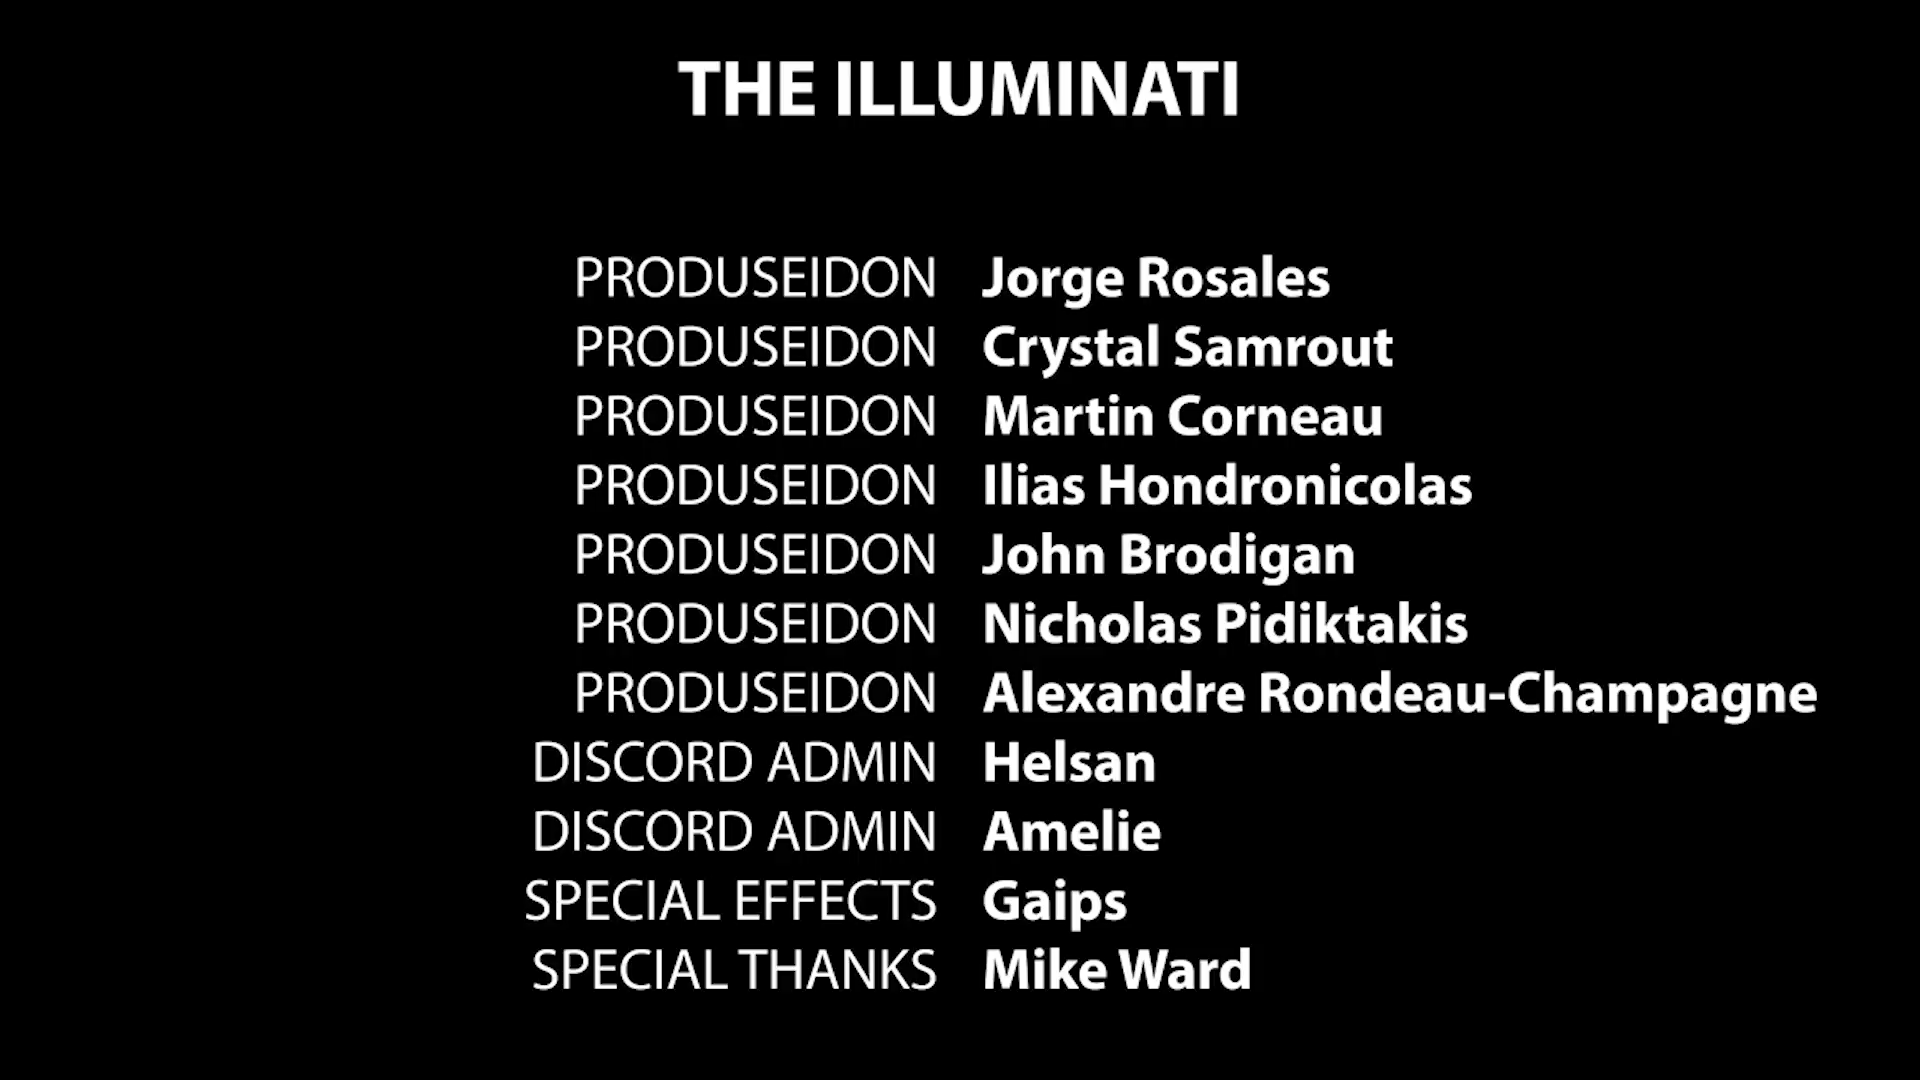 THE ILLUMINATI
PRODUSEIDON Jorge Rosales
PRODUSEIDON Crystal Samrout
PRODUSEIDON Martin Corneau
PRODUSEIDON Ilias Hondronicolas
PRODUSEIDON John Brodigan
PRODUSEIDON Nicholas Pidiktakis
PRODUSEIDON Alexandre Rondeau-Champagne
DISCORD ADMIN Helsan
DISCORD ADMIN Amelie
SPECIAL EFFECTS Gaips
SPECIAL THANKS Mike Ward